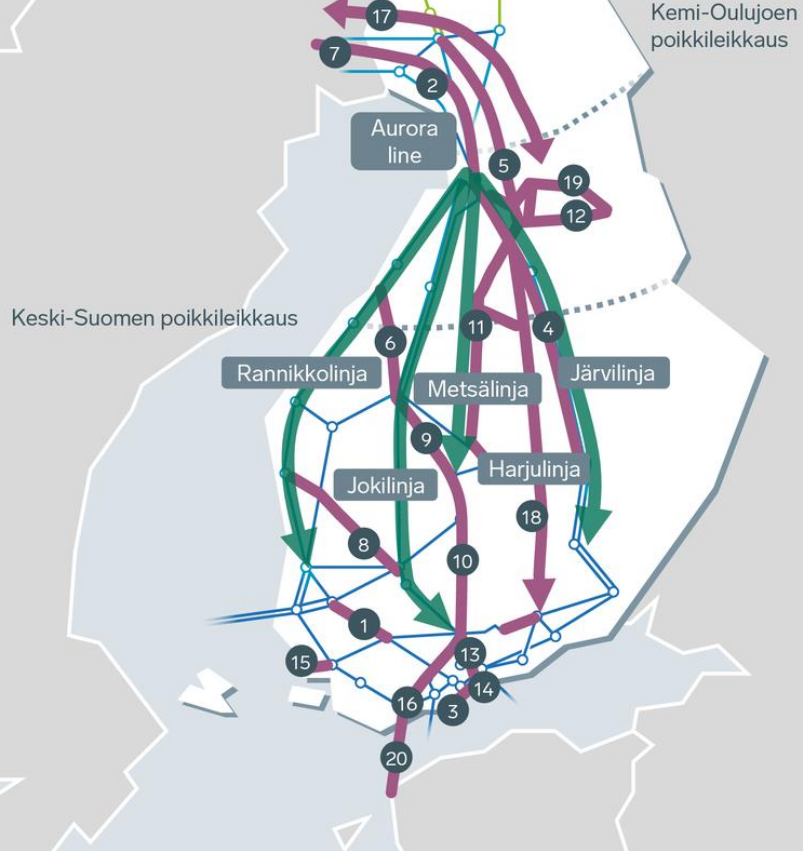 Kemi-Oulujoen
poikkileikkaus
17
7
2
Aurora
line
5
19
12
Keski-Suomen poikkileikkaus
11
4
6
Rannikkolinja
Metsälinja
Järvilinja
9
Harjulinja
Jokilinja
18
8
10
1
13
15
14
16
3
20